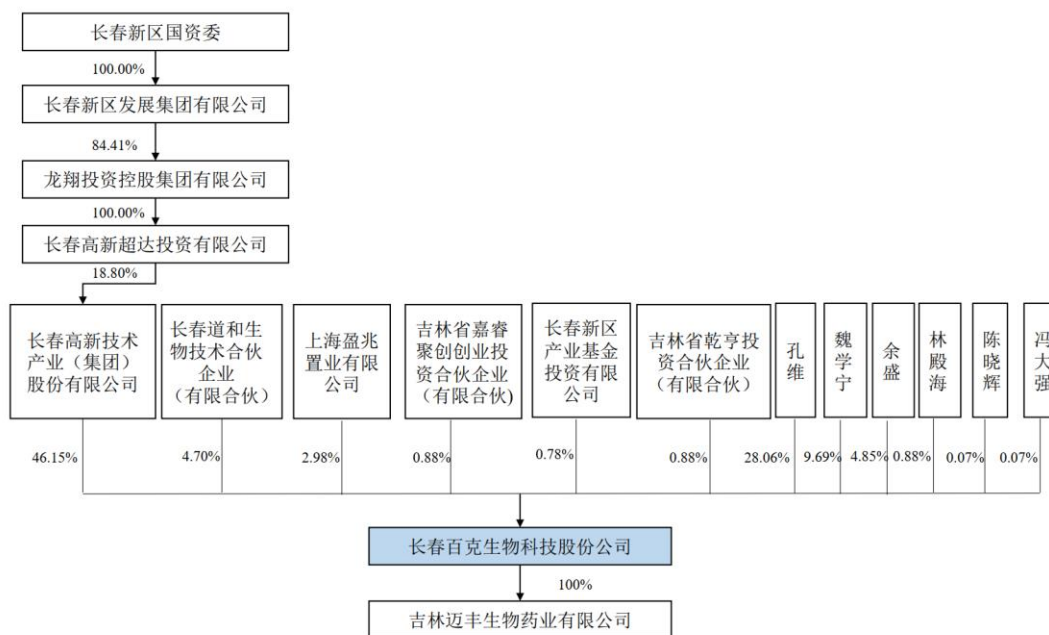 长春新区国资委
100.00%
长春新区发展集团有限公司
84.41%
龙翔投资控股集团有限公司
100.00%
长春高新超达投资有限公司
18.80%
长春高新技术
产业（集团）
股份有限公司
长春道和生
物技术合伙
企业
（有限合伙）
上海盈兆
置业有限
公司
吉林省嘉睿
聚创创业投
资合伙企业
（有限合伙)
长春新区
产业基金
投资有限
公司
吉林省乾亨投
资合伙企业
（有限合伙）
孔维
魏学宁
余盛
林殿海
陈晓辉
冯大强
46.15%
4.70%
2.98%
0.88%
0.78%
0.88%
28.06%
9.69%
4.85%
0.88%
0.07%
0.07%
长春百克生物科技股份公司
100%
吉林迈丰生物药业有限公司